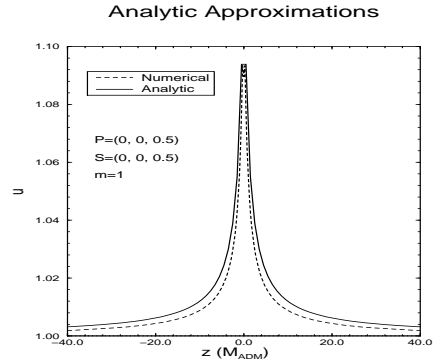 Analytic Approximations
1.10
1.08
1.06
1.04
1.02
1.00
u
Numerical
Analytic
P=(0, 0, 0.5)
S=(0, 0, 0.5)
m=1
−40.0 −20.0 0.0 20.0 40.0
z (M_ADM)